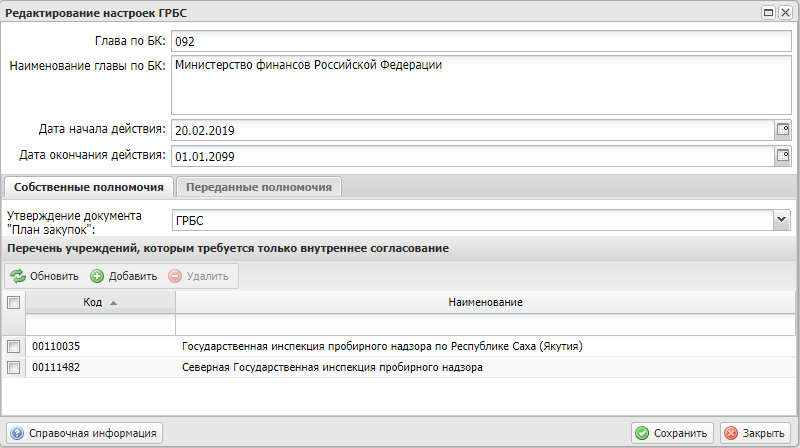 Редактирование настроек ГРБС
Глава по БК: 092
Наименование главы по БК: Министерство финансов Российской Федерации
Дата начала действия: 20.02.2019
Дата окончания действия: 01.01.2099
Собственные полномочия Переданные полномочия
Утверждение документа
"План закупок": ГРБС
Перечень учреждений, которым требуется только внутреннее согласование
Обновить Добавить Удалить
Код Наименование
00110035 Государственная инспекция пробирного надзора по Республике Саха (Якутия)
00111482 Северная Государственная инспекция пробирного надзора
Справочная информация Сохранить Закрыть